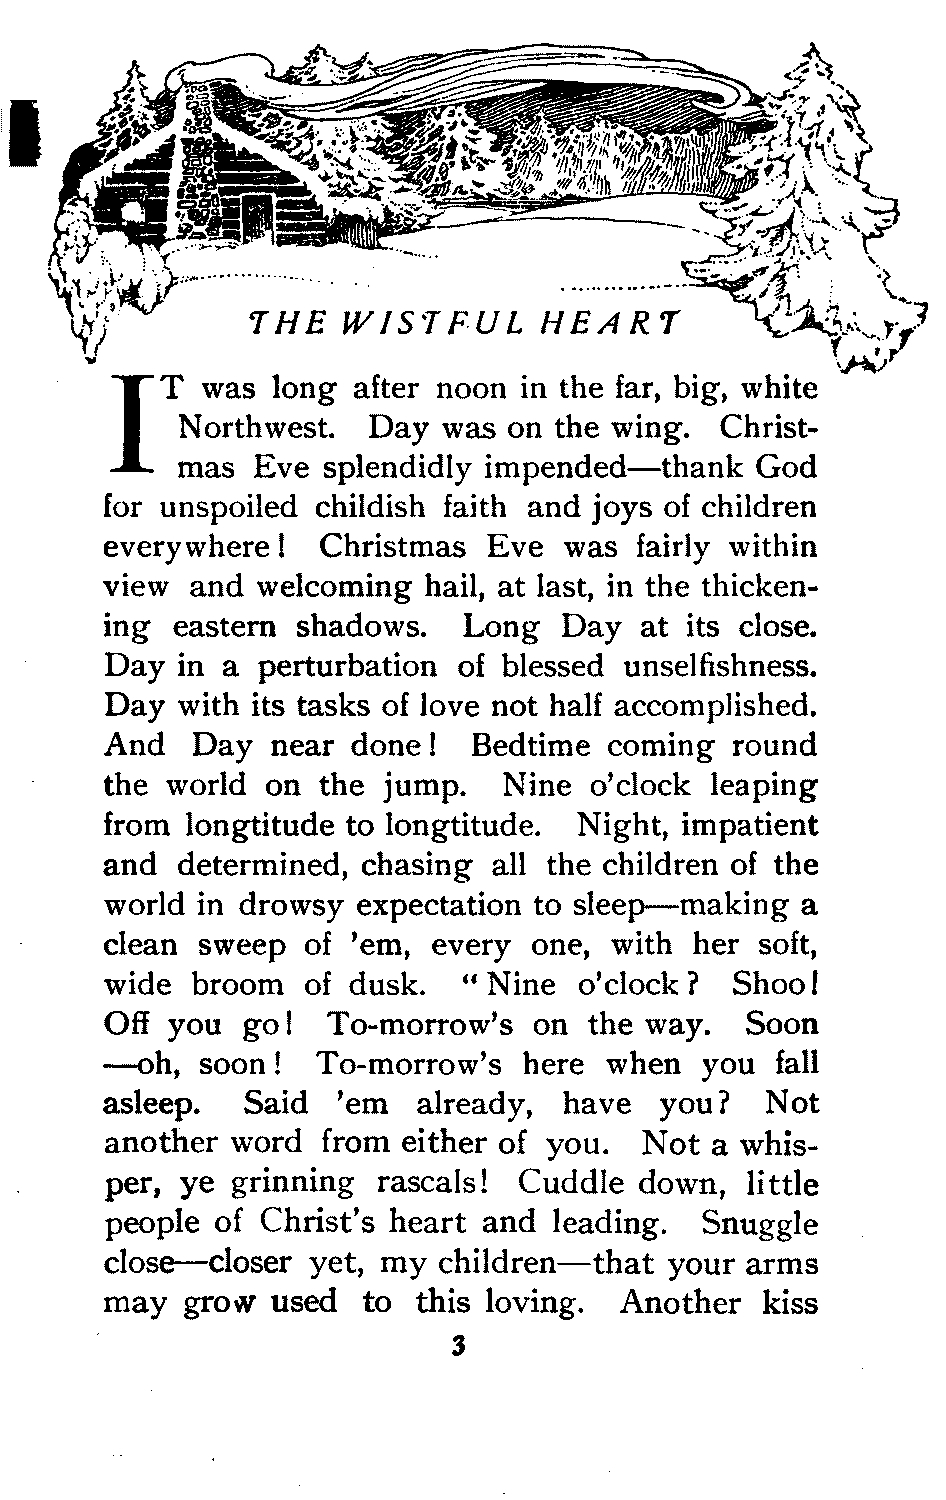 THE WISTFUL HEART
IT was long after noon in the far, big, white
Northwest. Day was on the wing. Christ-
mas Eve splendidly impended—thank God
for unspoiled childish faith and joys of children
everywhere! Christmas Eve was fairly within
view and welcoming hail, at last, in the thicken-
ing eastern shadows. Long Day at its close.
Day in a perturbation of blessed unselfishness.
Day with its tasks of love not half accomplished.
And Day near done! Bedtime coming round
the world on the jump. Nine o'clock leaping
from longtitude to longtitude. Night, impatient
and determined, chasing all the children of the
world in drowsy expectation to sleep—making a
clean sweep of 'em, every one, with her soft,
wide broom of dusk. "Nine o'clock? Shoo!
Off you go! To-morrow's on the way. Soon
—oh, soon! To-morrow's here when you fall
asleep. Said 'em already, have you? Not
another word from either of you. Not a whis-
per, ye grinning rascals! Cuddle down, little
people of Christ's heart and leading. Snuggle
close—closer yet, my children—that your arms
may grow used to this loving. Another kiss
3